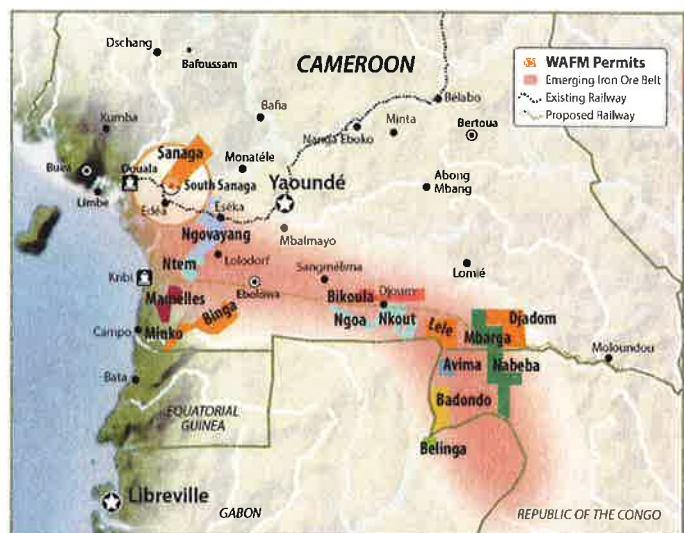 Dschang
Bafoussam
CAMEROON
WAFM Permits
Emerging Iron Ore Belt
Existing Railway
Proposed Railway
Kumba
Bafia
Bélabo
Nanga Eboko
Minta
Bertoua
Sanaga
Buea
Douala
Monatélé
South Sanaga
Yaoundé
Abong
Mbang
Limbe
Edéa
Eséka
Ngovayang
Mbalmayo
Lolodorf
Ntem
Sangmélima
Lomié
Kribi
Ebolowa
Bikoula
Djoum
Mamelles
Binga
Ngoa
Nkout
Lele
Djadom
Mbarga
Campo
Minko
Moloundou
Avima
Nabeba
Bata
Badondo
EQUATORIAL
GUINEA
Belinga
Libreville
GABON
REPUBLIC OF THE CONGO